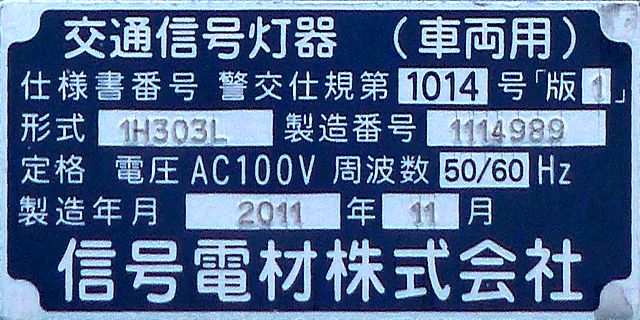 交通信号灯器 (車両用)
仕様書番号 警交仕規第 1014 号「版 1」
形式 1H303L 製造番号 1114989
定格 電圧 AC100V 周波数 50/60 Hz
製造年月 2011 年 11 月
信号電材株式会社